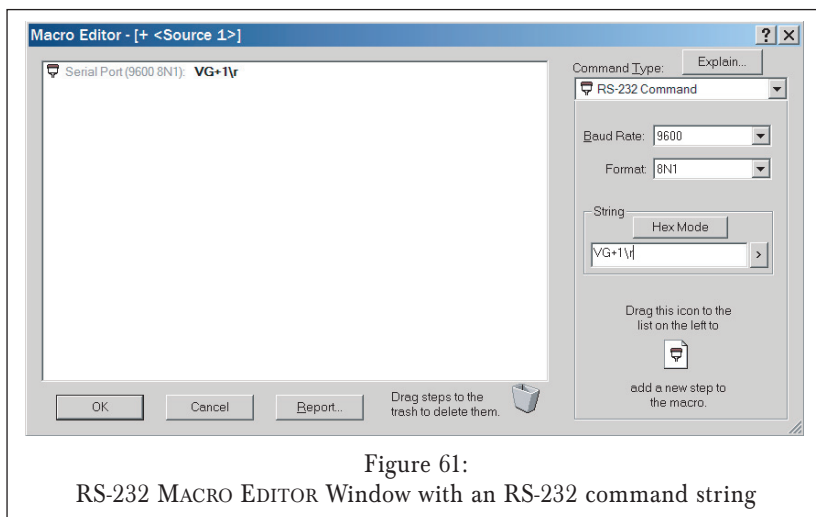 Macro Editor - [+ <Source 1>]
? X
Serial Port (9600 8N1): VG+1\r
Command Type:
Explain...
RS-232 Command
Baud Rate:
9600
Format:
8N1
String
Hex Mode
VG+1\r
>
Drag this icon to the
list on the left to
add a new step to
the macro.
OK
Cancel
Report...
Drag steps to the
trash to delete them.
Figure 61:
RS-232 MACRO EDITOR Window with an RS-232 command string